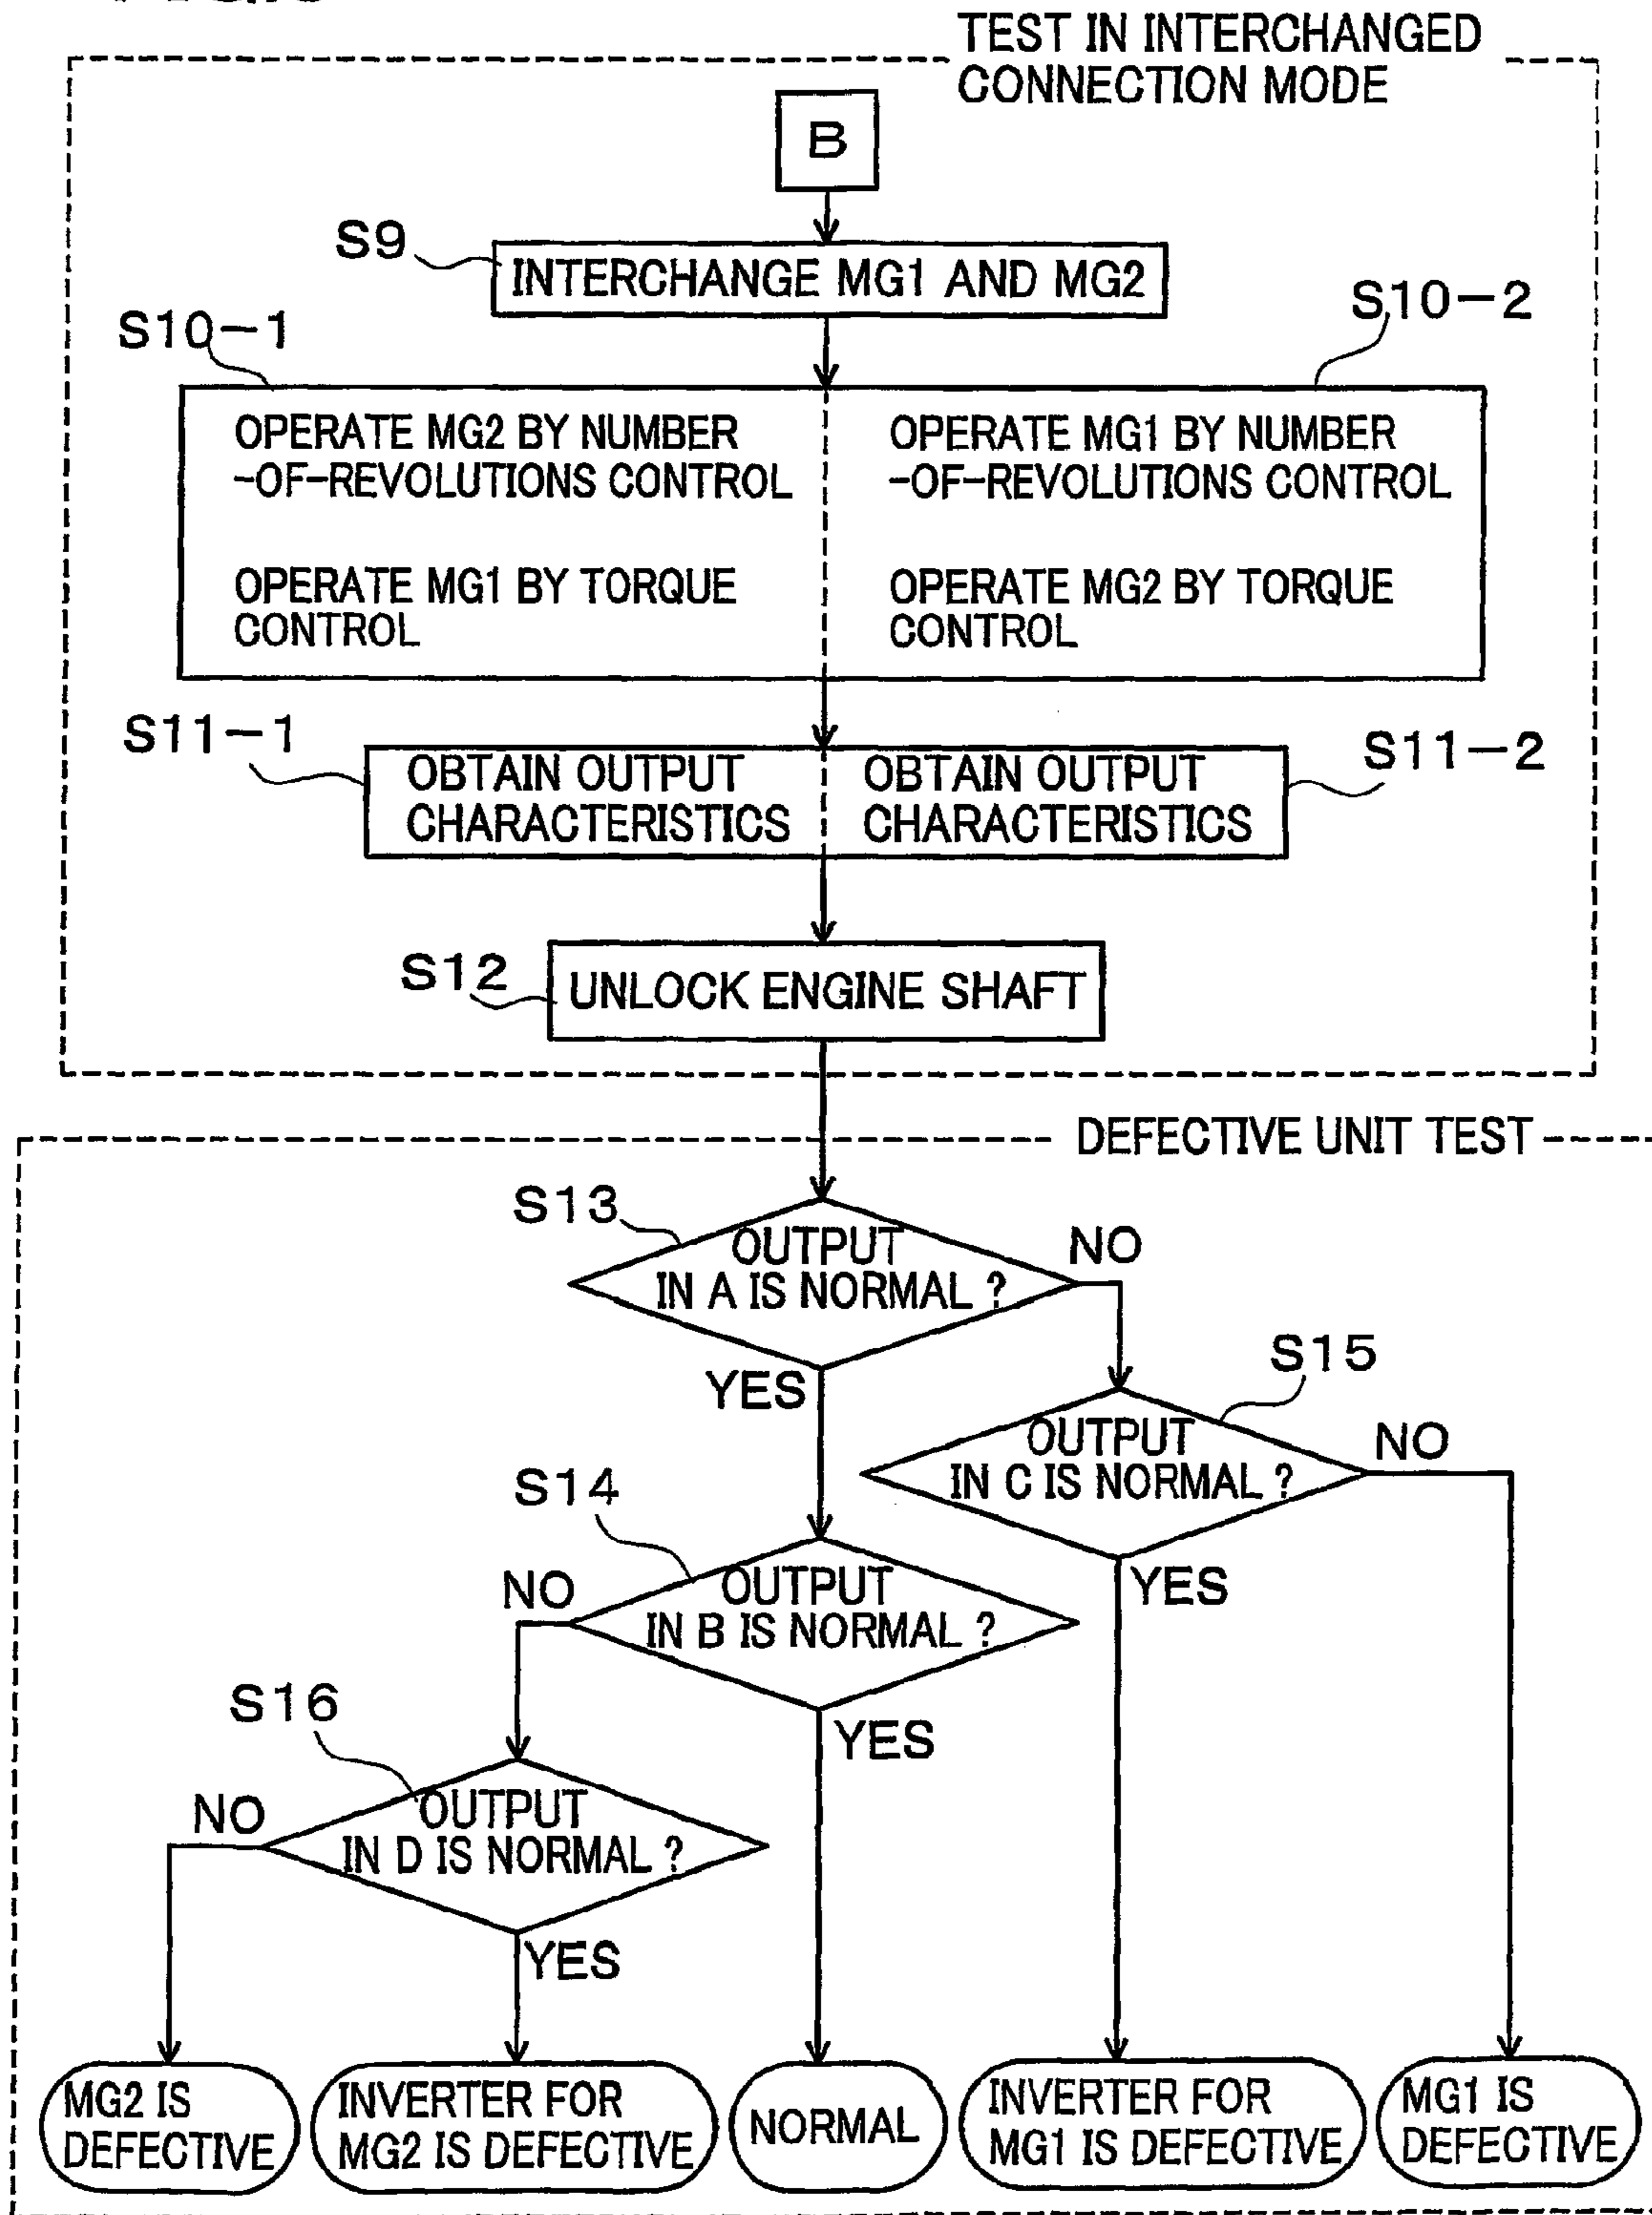 TEST IN INTERCHANGED
CONNECTION MODE
B
S9
INTERCHANGE MG1 AND MG2
S10-1
S10-2
OPERATE MG2 BY NUMBER
-OF-REVOLUTIONS CONTROL
OPERATE MG1 BY TORQUE
CONTROL
OPERATE MG1 BY NUMBER
-OF-REVOLUTIONS CONTROL
OPERATE MG2 BY TORQUE
CONTROL
S11-1
S11-2
OBTAIN OUTPUT
CHARACTERISTICS
OBTAIN OUTPUT
CHARACTERISTICS
S12
UNLOCK ENGINE SHAFT
DEFECTIVE UNIT TEST
S13
OUTPUT
IN A IS NORMAL ?
NO
YES
S15
OUTPUT
IN C IS NORMAL ?
NO
YES
S14
OUTPUT
IN B IS NORMAL ?
NO
YES
S16
OUTPUT
IN D IS NORMAL ?
NO
YES
MG2 IS
DEFECTIVE
INVERTER FOR
MG2 IS DEFECTIVE
NORMAL
INVERTER FOR
MG1 IS DEFECTIVE
MG1 IS
DEFECTIVE